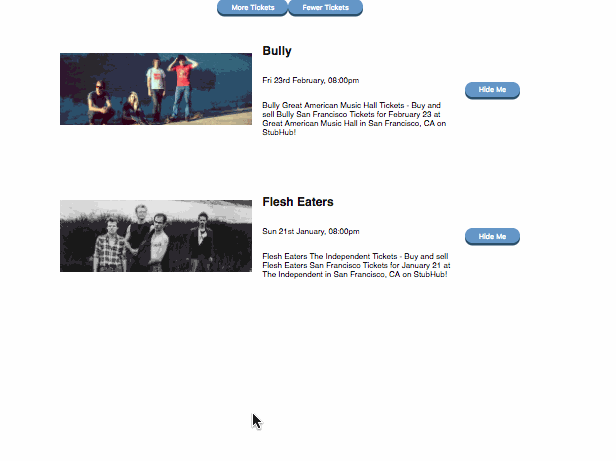 More Tickets Fewer Tickets
Bully
Fri 23rd February, 08:00pm
Hide Me
Bully Great American Music Hall Tickets - Buy and
sell Bully San Francisco Tickets for February 23 at
Great American Music Hall in San Francisco, CA on
StubHub!
Flesh Eaters
Sun 21st January, 08:00pm
Hide Me
Flesh Eaters The Independent Tickets - Buy and sell
Flesh Eaters San Francisco Tickets for January 21 at
The Independent in San Francisco, CA on StubHub!